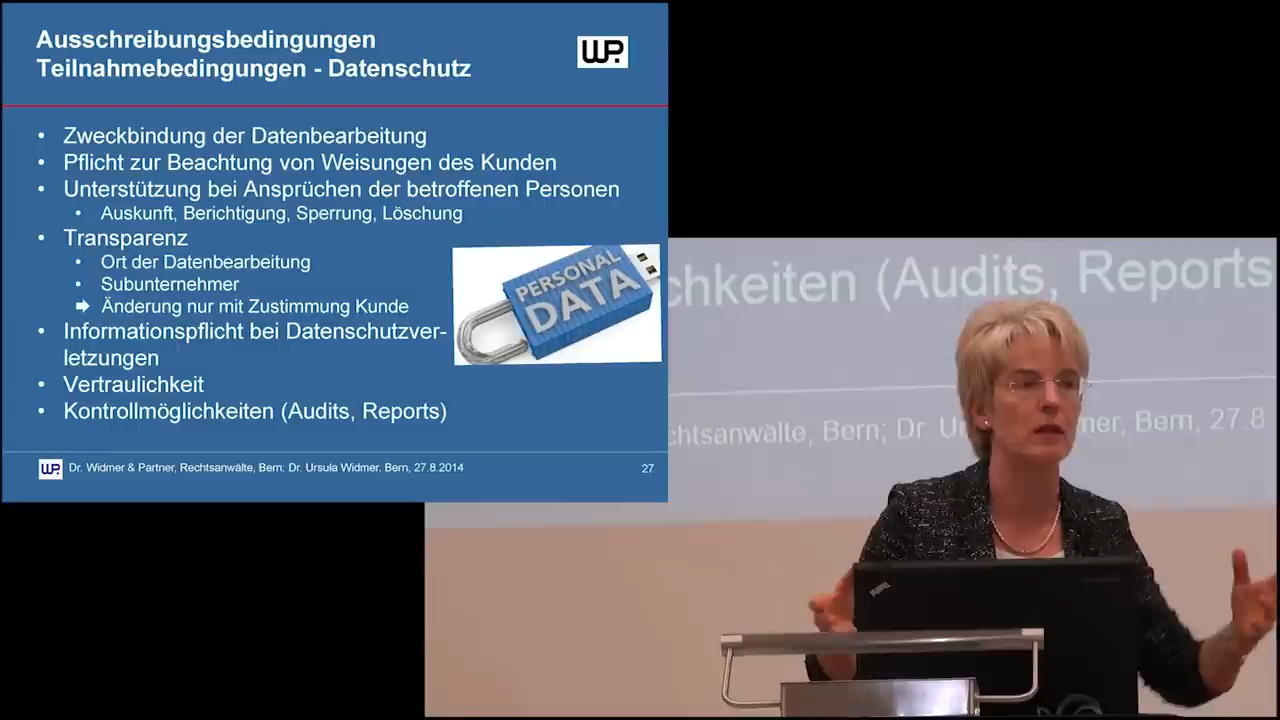 Ausschreibungsbedingungen
Teilnahmebedingungen - Datenschutz
WP.
• Zweckbindung der Datenbearbeitung
• Pflicht zur Beachtung von Weisungen des Kunden
• Unterstützung bei Ansprüchen der betroffenen Personen
• Auskunft, Berichtigung, Sperrung, Löschung
• Transparenz
• Ort der Datenbearbeitung
• Subunternehmer
➡ Änderung nur mit Zustimmung Kunde
• Informationspflicht bei Datenschutzver-
letzungen
• Vertraulichkeit
• Kontrollmöglichkeiten (Audits, Reports)
PERSONAL
DATA
WP. Dr. Widmer & Partner, Rechtsanwälte, Bern; Dr. Ursula Widmer, Bern, 27.8.2014
27
chkeiten (Audits, Reports
chtsanwälte, Bern; Dr. Ur mer, Bern, 27.8
ThinkPad